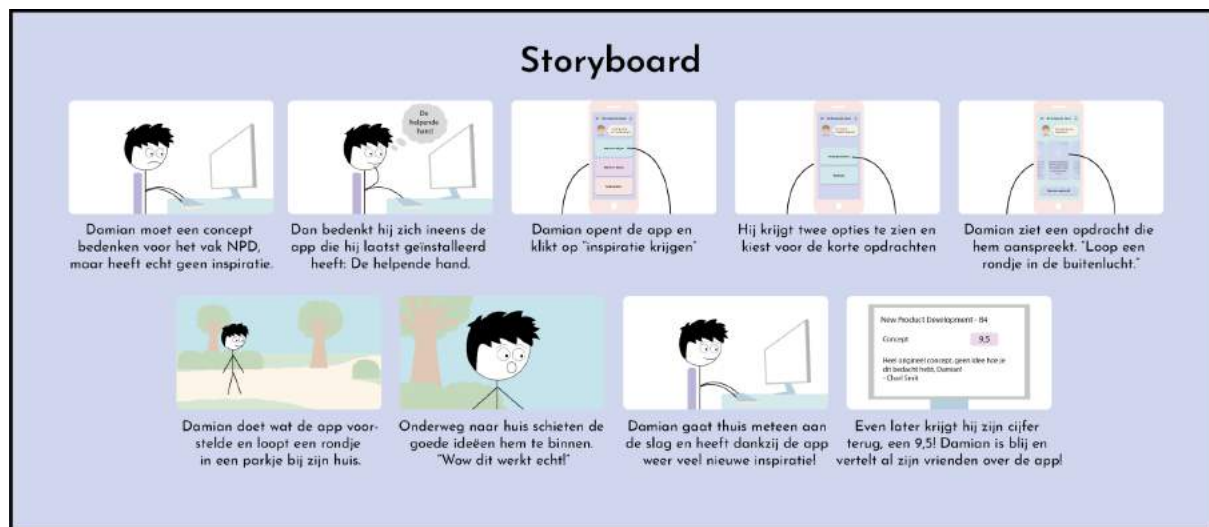 Storyboard
De
helpende
hand!
Damian moet een concept
bedenken voor het vak NPD,
maar heeft echt geen inspiratie.
Dan bedenkt hij zich ineens de
app die hij laatst geïnstalleerd
heeft: De helpende hand.
Damian opent de app en
klikt op "inspiratie krijgen"
Hij krijgt twee opties te zien en
kiest voor de korte opdrachten
Damian ziet een opdracht die
hem aanspreekt. "Loop een
rondje in de buitenlucht."
Damian doet wat de app voor-
stelde en loopt een rondje
in een parkje bij zijn huis.
Onderweg naar huis schieten de
goede ideëen hem te binnen.
"Wow dit werkt echt!"
Damian gaat thuis meteen aan
de slag en heeft dankzij de app
weer veel nieuwe inspiratie!
New Product Development - B4
Concept 9,5
Heel origineel concept, geen idee hoe je
dit bedacht hebt, Damian!
Even later krijgt hij zijn cijfer
terug, een 9,5! Damian is blij en
vertelt al zijn vrienden over de app!